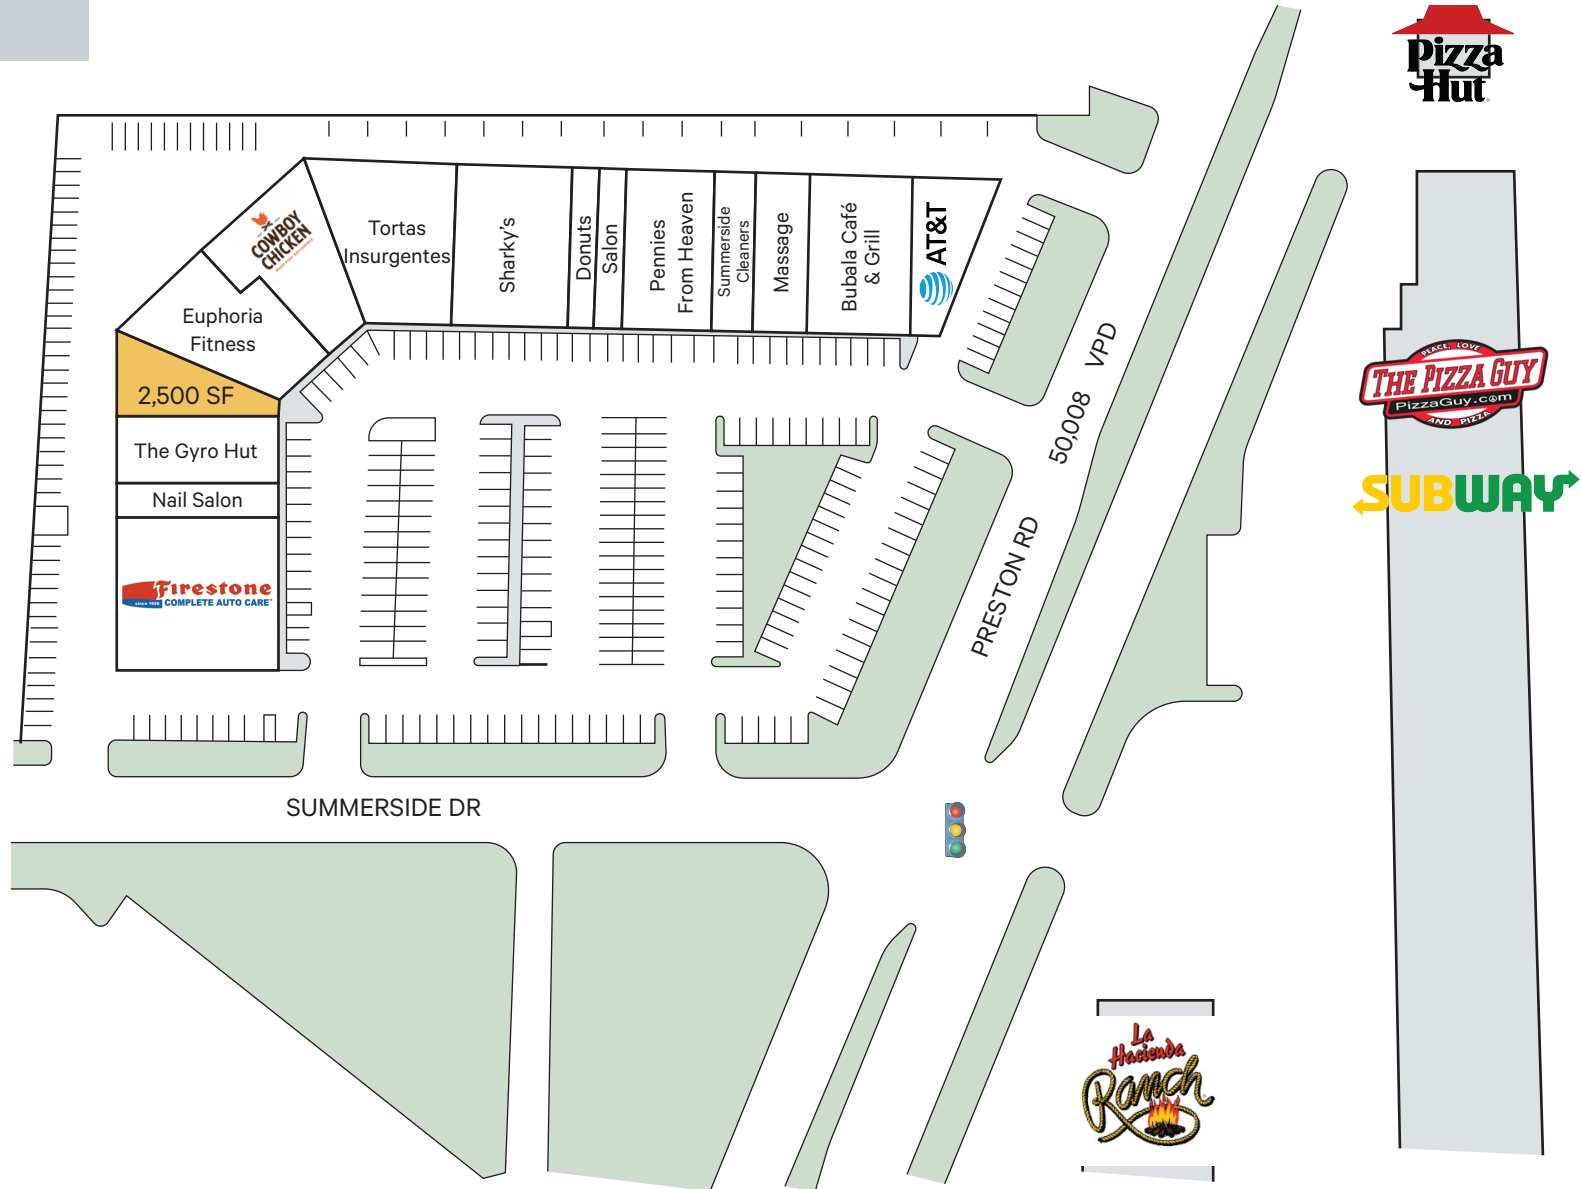 Pizza
Hut
COWBOY
CHICKEN
Tortas
Insurgentes
Sharky's
Donuts
Salon
Pennies
From Heaven
Summerside
Cleaners
Massage
Bubala Café
& Grill
AT&T
Euphoria
Fitness
2,500 SF
The Gyro Hut
Nail Salon
Firestone
since 1926 COMPLETE AUTO CARE
PRESTON RD
50,008 VPD
PEACE, LOVE
THE PIZZA GUY
PizzaGuy.com
AND PIZZA
SUBWAY
SUMMERSIDE DR
La
Hacienda
Ranch